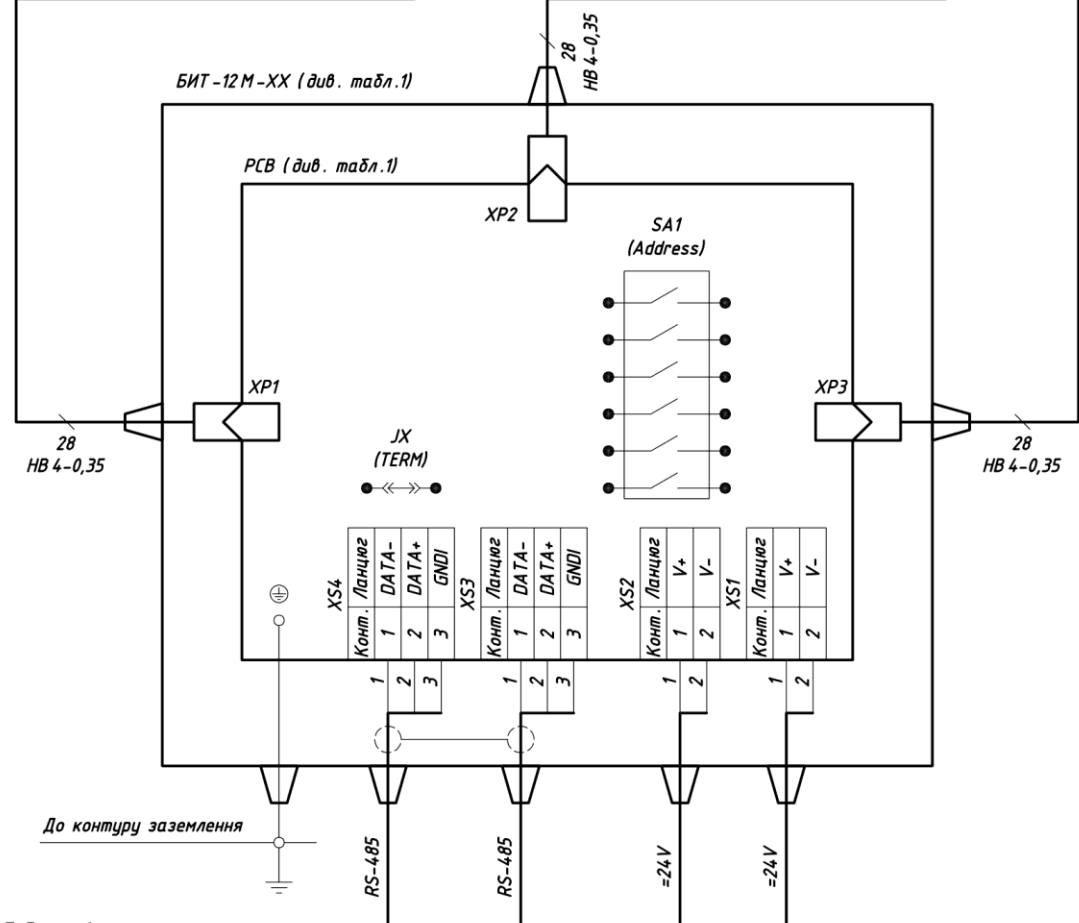 28
НВ 4-0,35
БИТ-12М-ХХ (див. табл.1)
РСВ (див. табл.1)
XP2
SA1
(Address)
XP1
XP3
28
НВ 4-0,35
28
НВ 4-0,35
JX
(TERM)
XS4
Конт. Ланцюг
1 DATA-
2 DATA+
3 GNDI
XS3
Конт. Ланцюг
1 DATA-
2 DATA+
3 GNDI
XS2
Конт. Ланцюг
1 V+
2 V-
XS1
Конт. Ланцюг
1 V+
2 V-
1 2 3
1 2 3
1 2
1 2
До контуру заземлення
RS-485
RS-485
=24V
=24V